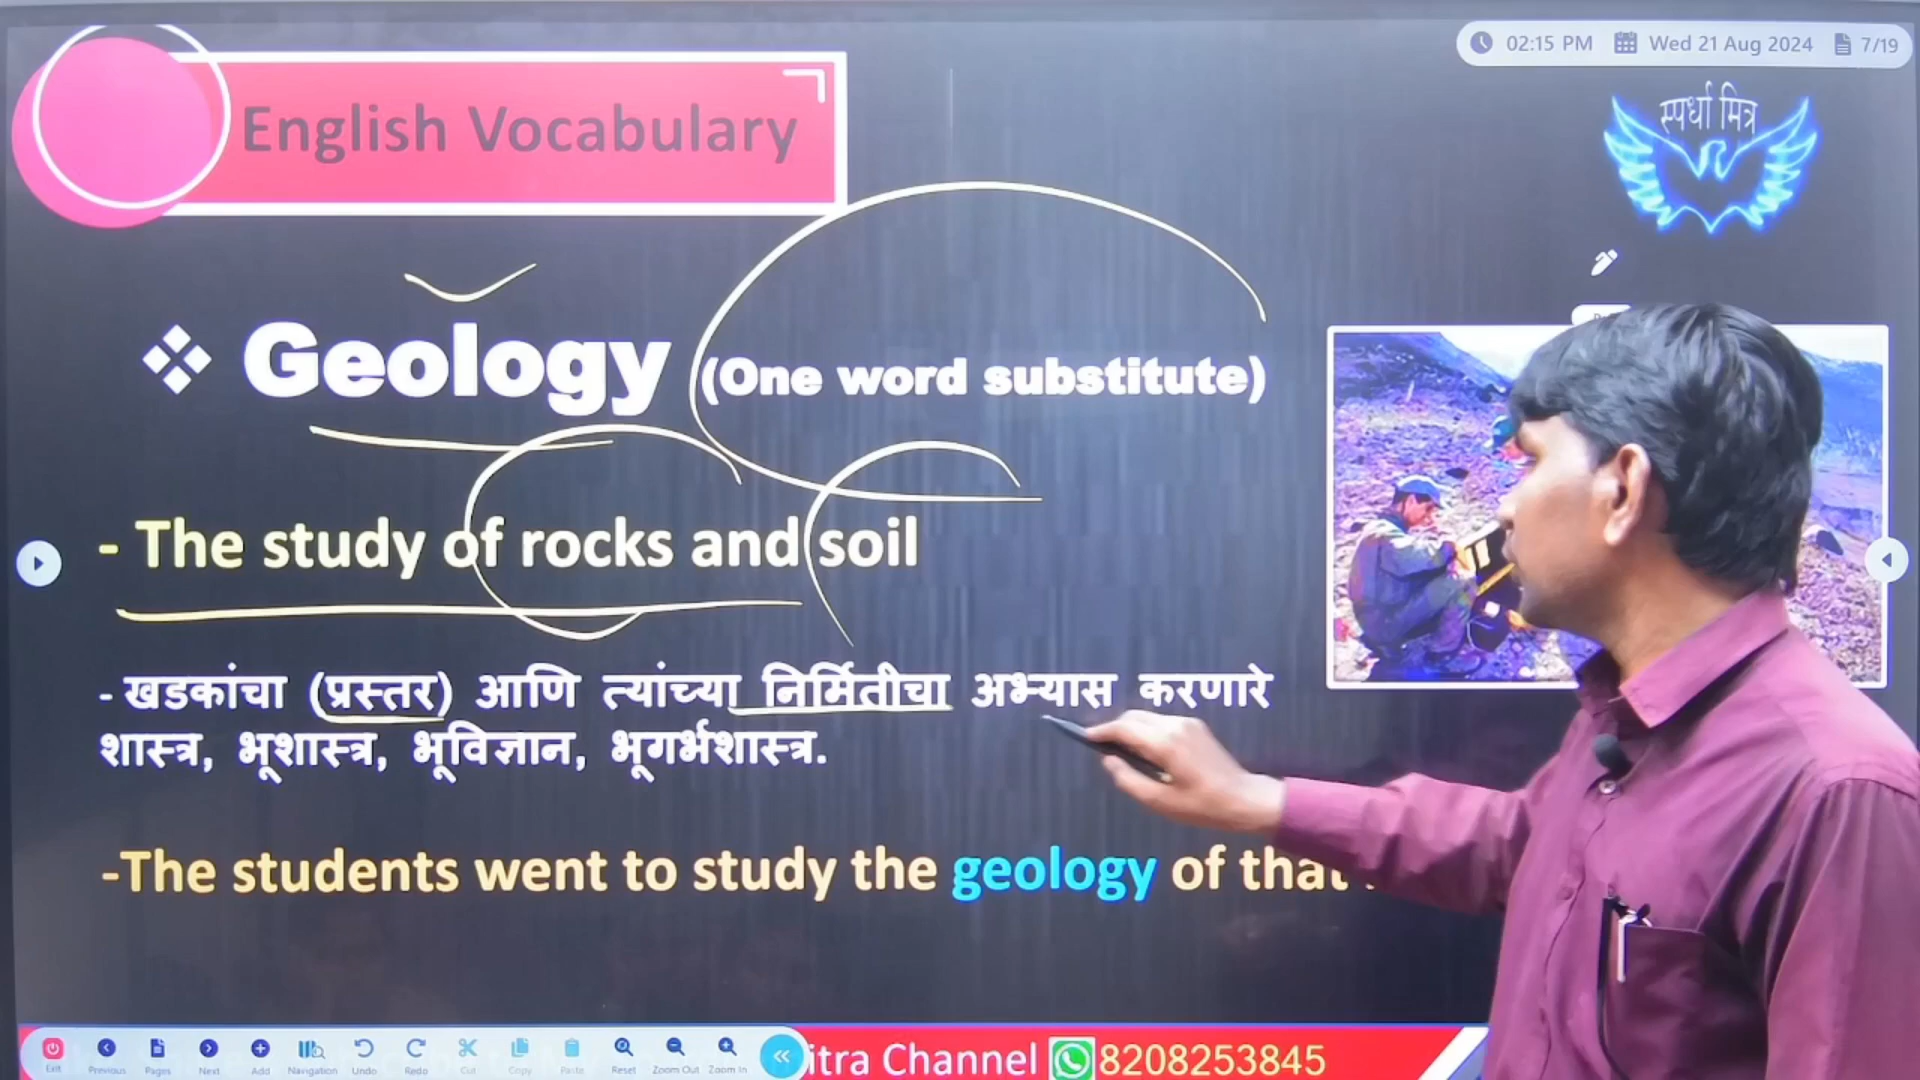 02:15 PM Wed 21 Aug 2024 7/19
English Vocabulary
स्पर्धा मित्र
Geology (One word substitute)
- The study of rocks and soil
- खडकांचा (प्रस्तर) आणि त्यांच्या निर्मितीचा अभ्यास करणारे
शास्त्र, भूशास्त्र, भूविज्ञान, भूगर्भशास्त्र.
-The students went to study the geology of that
itra Channel 8208253845
Exit Previous Pages Next Add Navigation Undo Redo Cut Copy Paste Reset Zoom Out Zoom In